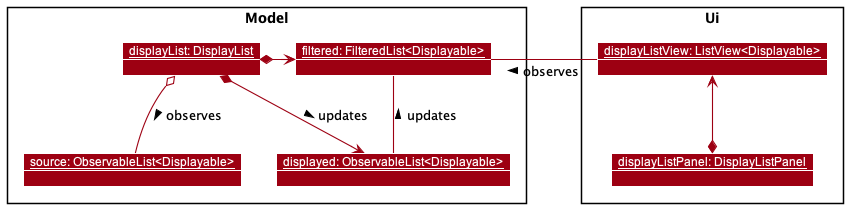 Model
Ui
displayList: DisplayList
filtered: FilteredList<Displayable>
displayListView: ListView<Displayable>
observes
observes
updates
updates
source: ObservableList<Displayable>
displayed: ObservableList<Displayable>
displayListPanel: DisplayListPanel